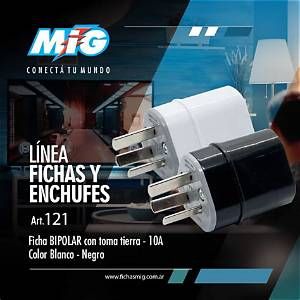 MiG
CONECTÁ TU MUNDO
LÍNEA
FICHAS Y
ENCHUFES
Art.121
Ficha BIPOLAR con toma tierra - 10A
Color Blanco - Negro
www.fichasmig.com.ar